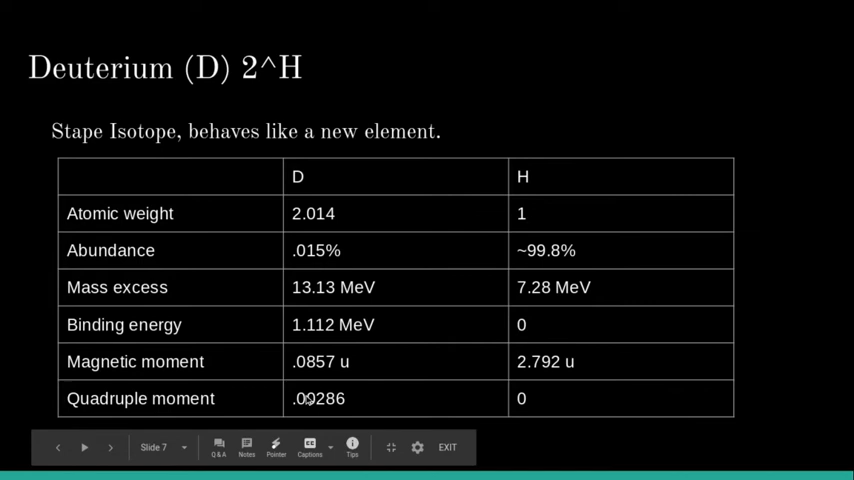 Deuterium (D) 2^H
Stape Isotope, behaves like a new element.
D H
Atomic weight 2.014 1
Abundance .015% ~99.8%
Mass excess 13.13 MeV 7.28 MeV
Binding energy 1.112 MeV 0
Magnetic moment .0857 u 2.792 u
Quadruple moment .09286 0
Slide 7 Q & A Notes Pointer Captions Tips EXIT